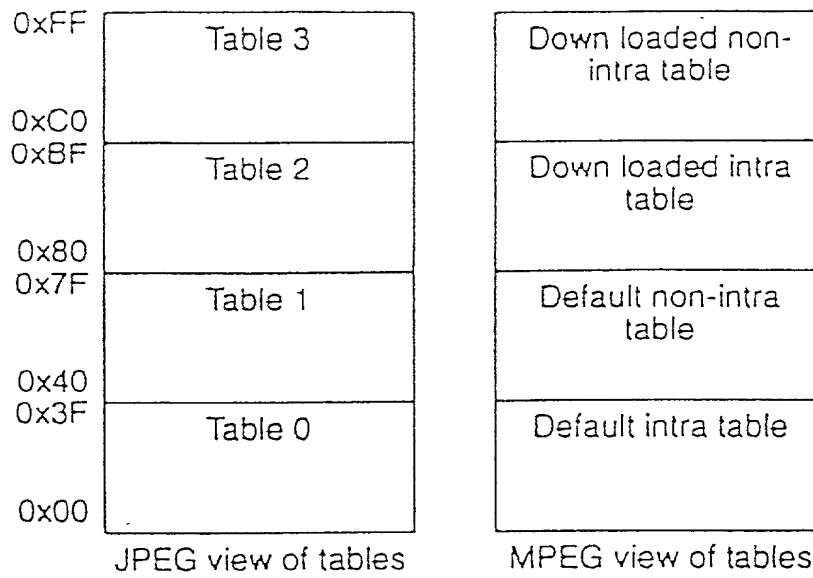 0xFF
Table 3
0xC0
0xBF
Table 2
0x80
0x7F
Table 1
0x40
0x3F
Table 0
0x00
JPEG view of tables
Down loaded non-
intra table
Down loaded intra
table
Default non-intra
table
Default intra table
MPEG view of tables